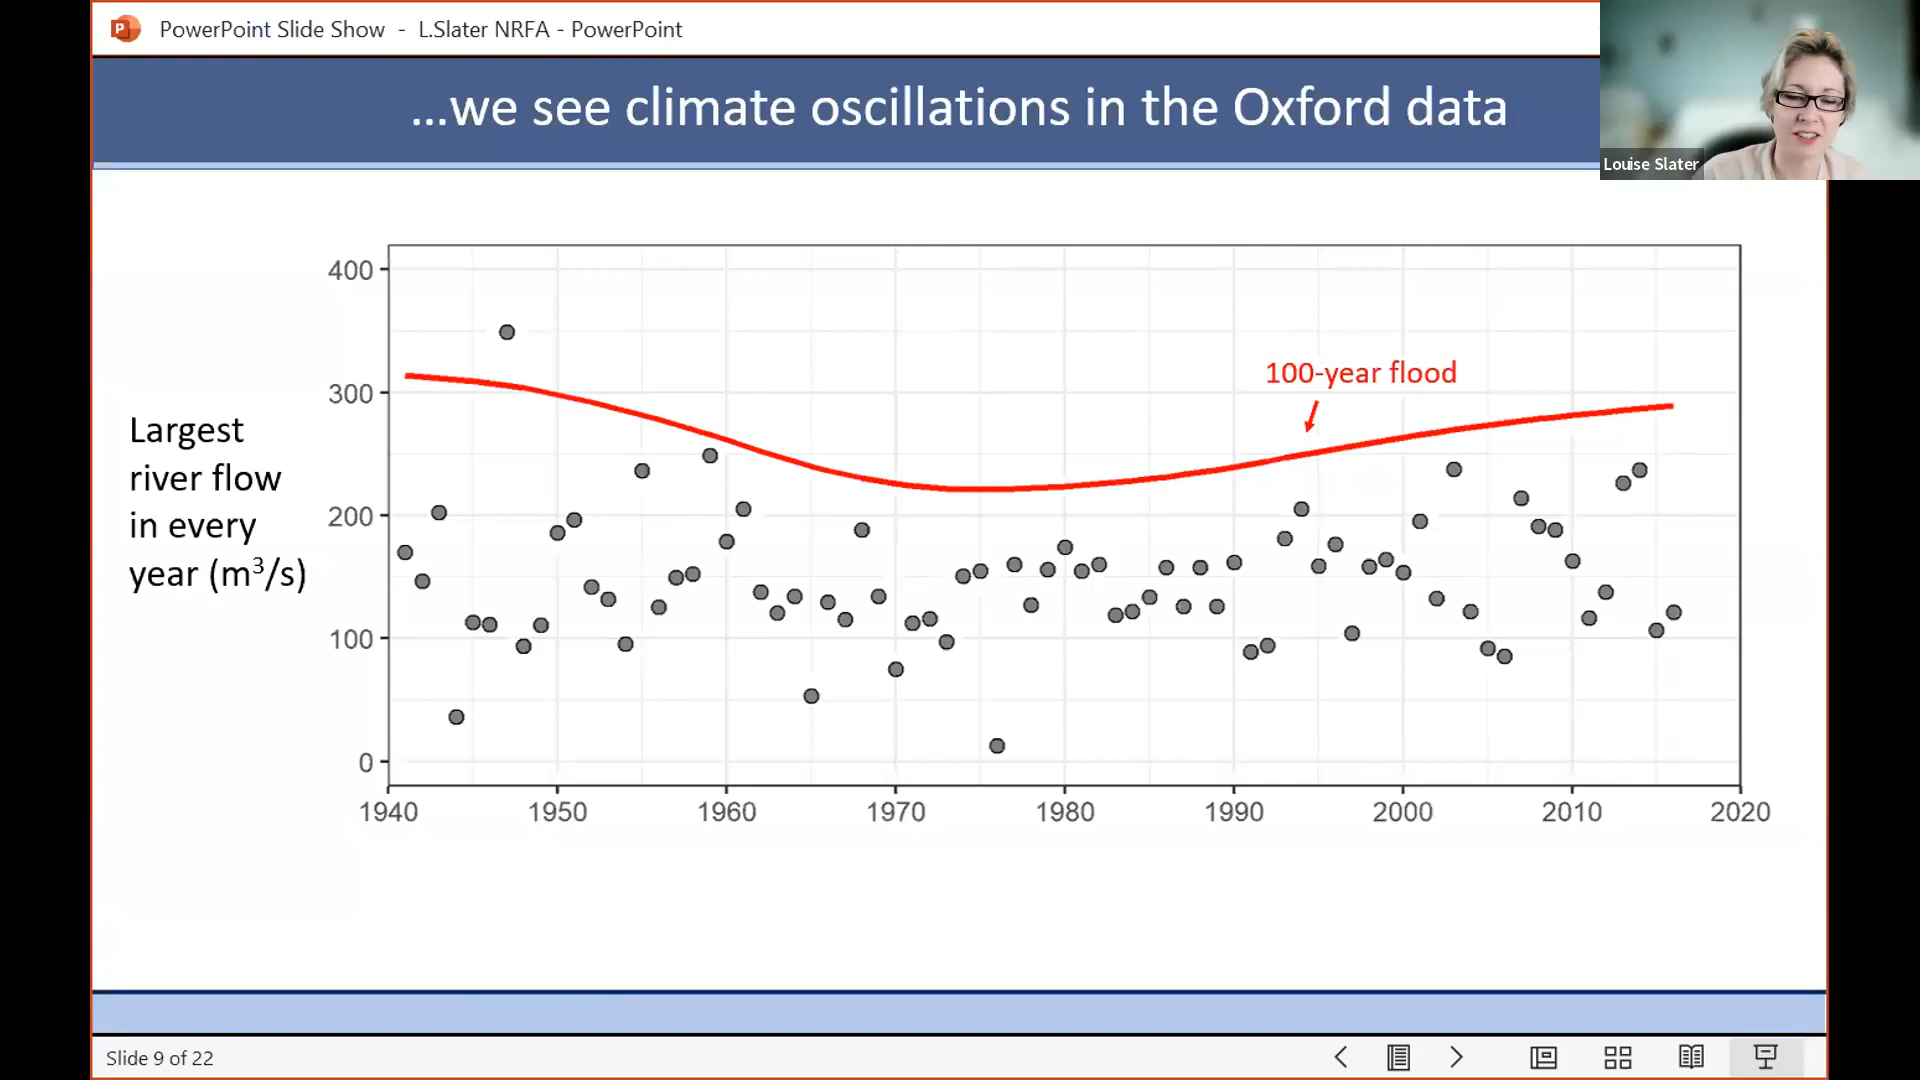 PowerPoint Slide Show - L.Slater NRFA - PowerPoint
...we see climate oscillations in the Oxford data
Louise Slater
400
300
200
100
0
Largest
river flow
in every
year (m³/s)
100-year flood
1940 1950 1960 1970 1980 1990 2000 2010 2020
Slide 9 of 22